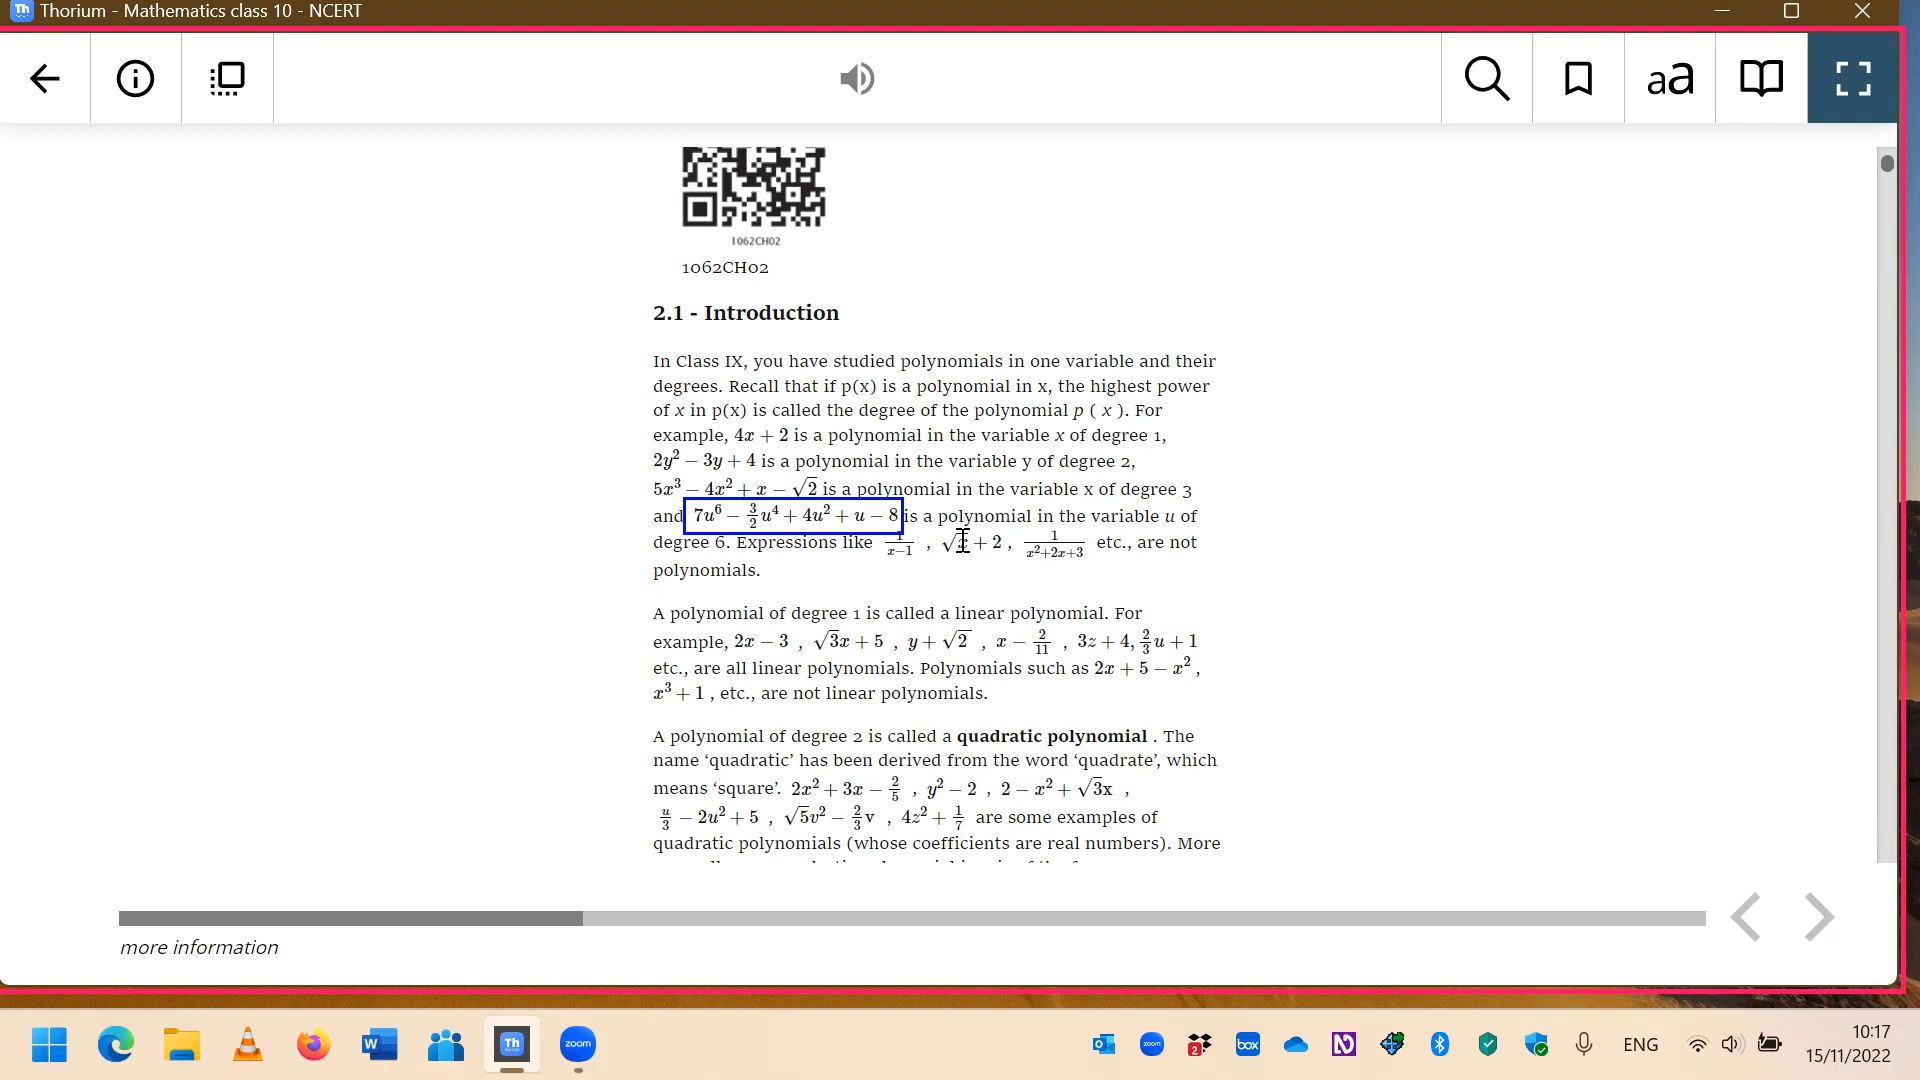 Thorium - Mathematics class 10 - NCERT
aa
1062CH02
1062CH02
2.1 - Introduction
In Class IX, you have studied polynomials in one variable and their
degrees. Recall that if p(x) is a polynomial in x, the highest power
of x in p(x) is called the degree of the polynomial p ( x ). For
example, 4x + 2 is a polynomial in the variable x of degree 1,
2y² − 3y + 4 is a polynomial in the variable y of degree 2,
5x³ − 4x² + x − √2 is a polynomial in the variable x of degree 3
and 7u⁶ − 3/2 u⁴ + 4u² + u − 8 is a polynomial in the variable u of
degree 6. Expressions like 1/(x−1) , √x + 2 , 1/(x²+2x+3) etc., are not
polynomials.
A polynomial of degree 1 is called a linear polynomial. For
example, 2x − 3 , √3x + 5 , y + √2 , x − 2/11 , 3z + 4, 2/3 u + 1
etc., are all linear polynomials. Polynomials such as 2x + 5 − x² ,
x³ + 1 , etc., are not linear polynomials.
A polynomial of degree 2 is called a quadratic polynomial . The
name ‘quadratic’ has been derived from the word ‘quadrate’, which
means ‘square’. 2x² + 3x − 2/5 , y² − 2 , 2 − x² + √3x ,
u/3 − 2u² + 5 , √5v² − 2/3 v , 4z² + 1/7 are some examples of
quadratic polynomials (whose coefficients are real numbers). More
more information
Th
zoom
zoom
2
box
ENG
10:17
15/11/2022